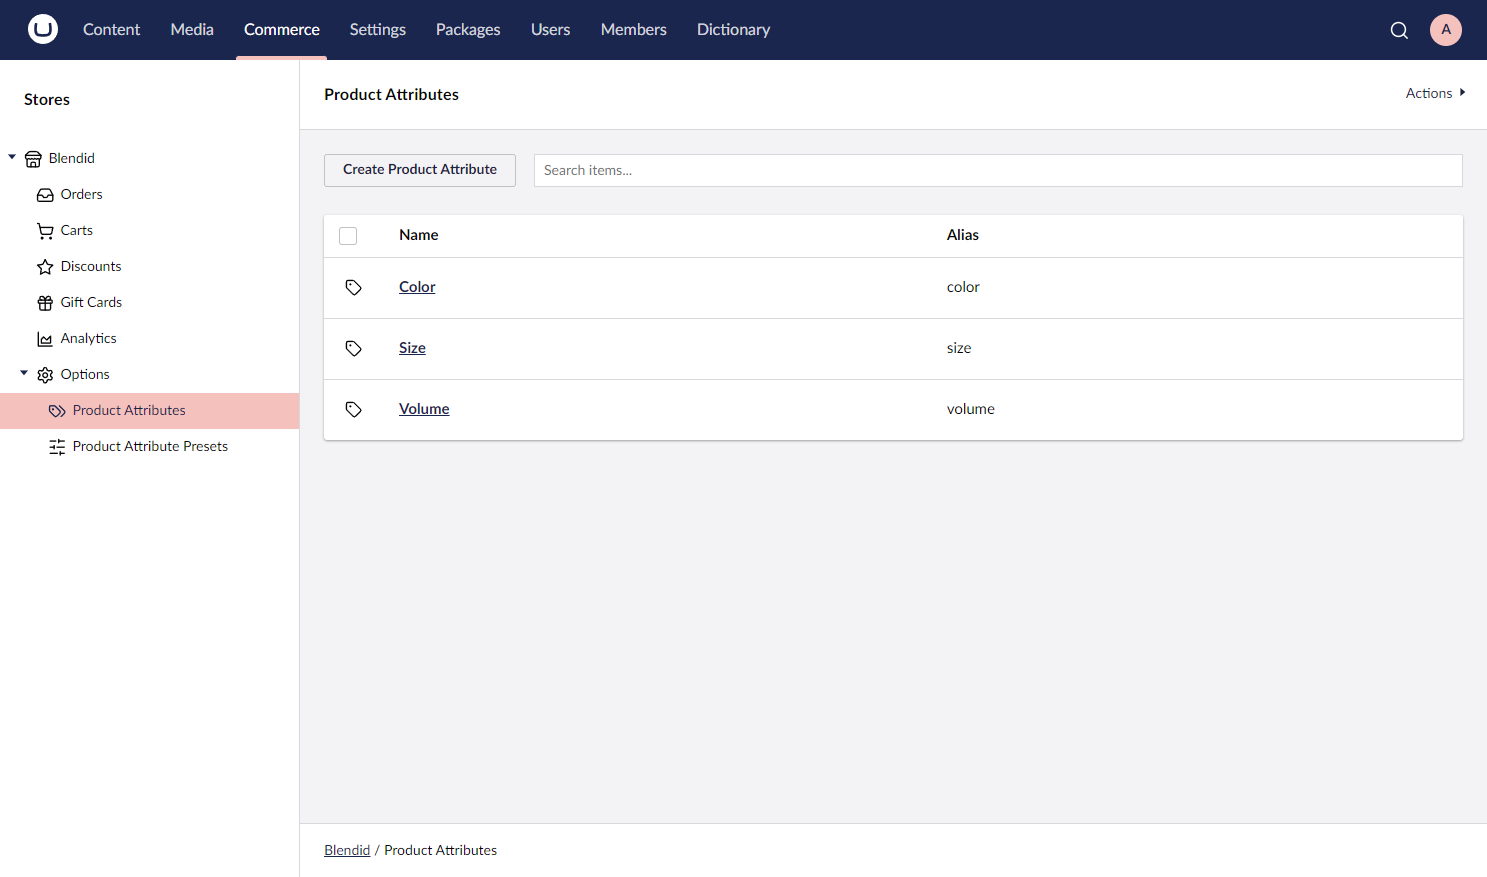 Content Media Commerce Settings Packages Users Members Dictionary A
Stores
Blendid
Orders
Carts
Discounts
Gift Cards
Analytics
Options
Product Attributes
Product Attribute Presets
Product Attributes
Actions
Create Product Attribute
Search items...
Name Alias
Color color
Size size
Volume volume
Blendid / Product Attributes